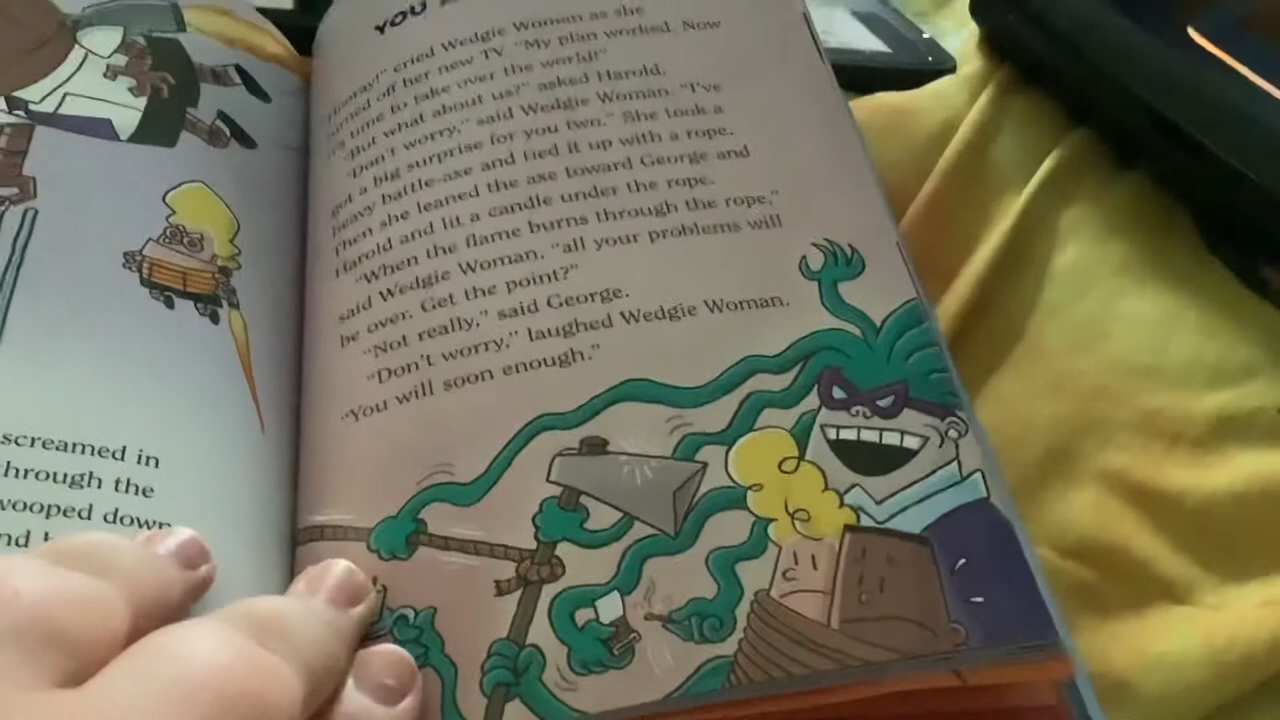 screamed in
hrough the
wooped down
YOU
cried Wedgie Woman as she
off her new TV. "My plan worked. Now
time to take over the world!"
"But what about us?" asked Harold.
"Don't worry," said Wedgie Woman. "I've
got a big surprise for you two." She took a
heavy battle-axe and tied it up with a rope.
Then she leaned the axe toward George and
Harold and lit a candle under the rope.
"When the flame burns through the rope,"
said Wedgie Woman, "all your problems will
be over. Get the point?"
"Not really," said George.
"Don't worry," laughed Wedgie Woman.
"You will soon enough."